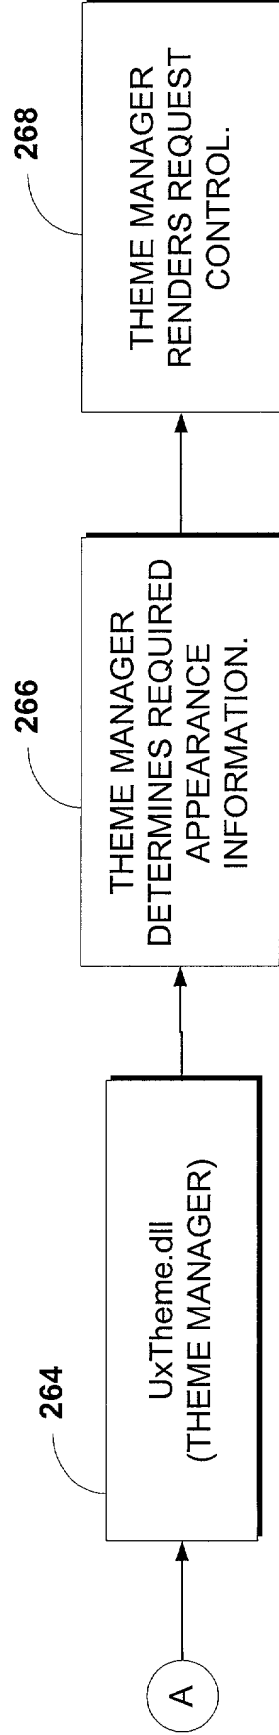 A
264
UxTheme.dll
(THEME MANAGER)
266
THEME MANAGER
DETERMINES REQUIRED
APPEARANCE
INFORMATION.
268
THEME MANAGER
RENDERS REQUEST
CONTROL.